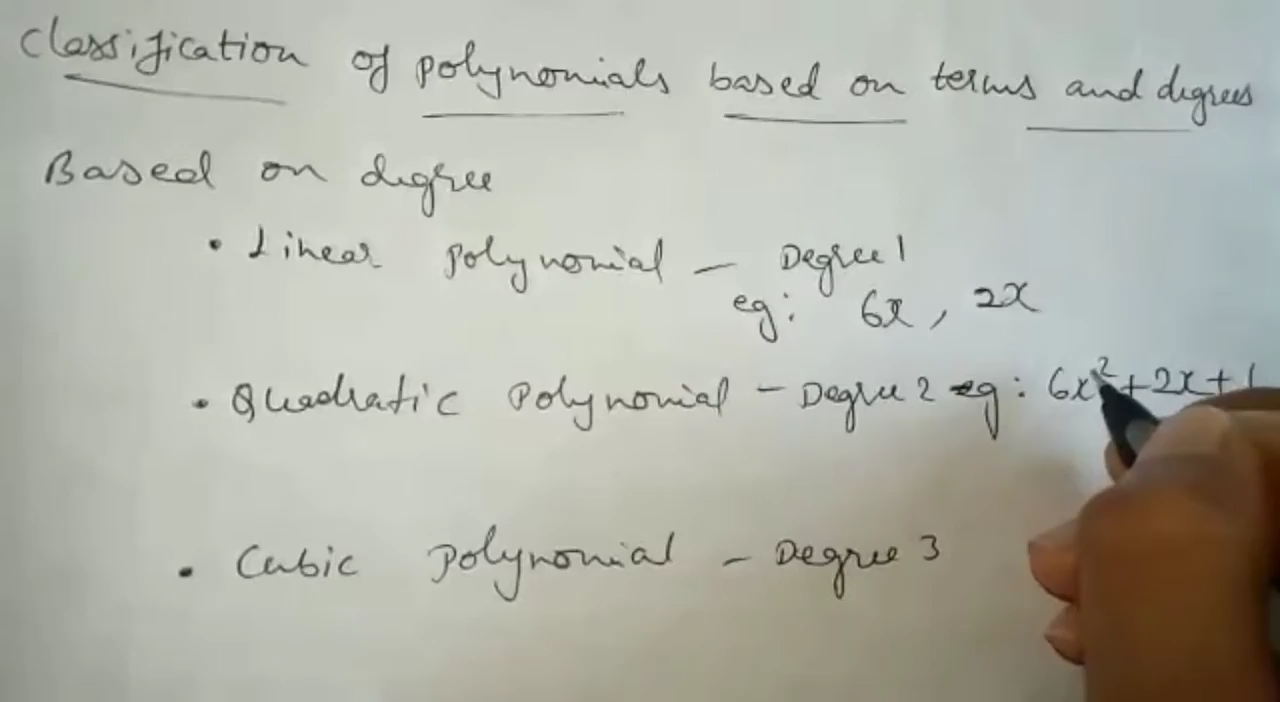 Classification of polynomials based on terms and degrees
Based on degree
• Linear polynomial – Degree 1
eg: 6x, 2x
• Quadratic polynomial – Degree 2 eg: 6x²+2x+1
• Cubic polynomial – Degree 3